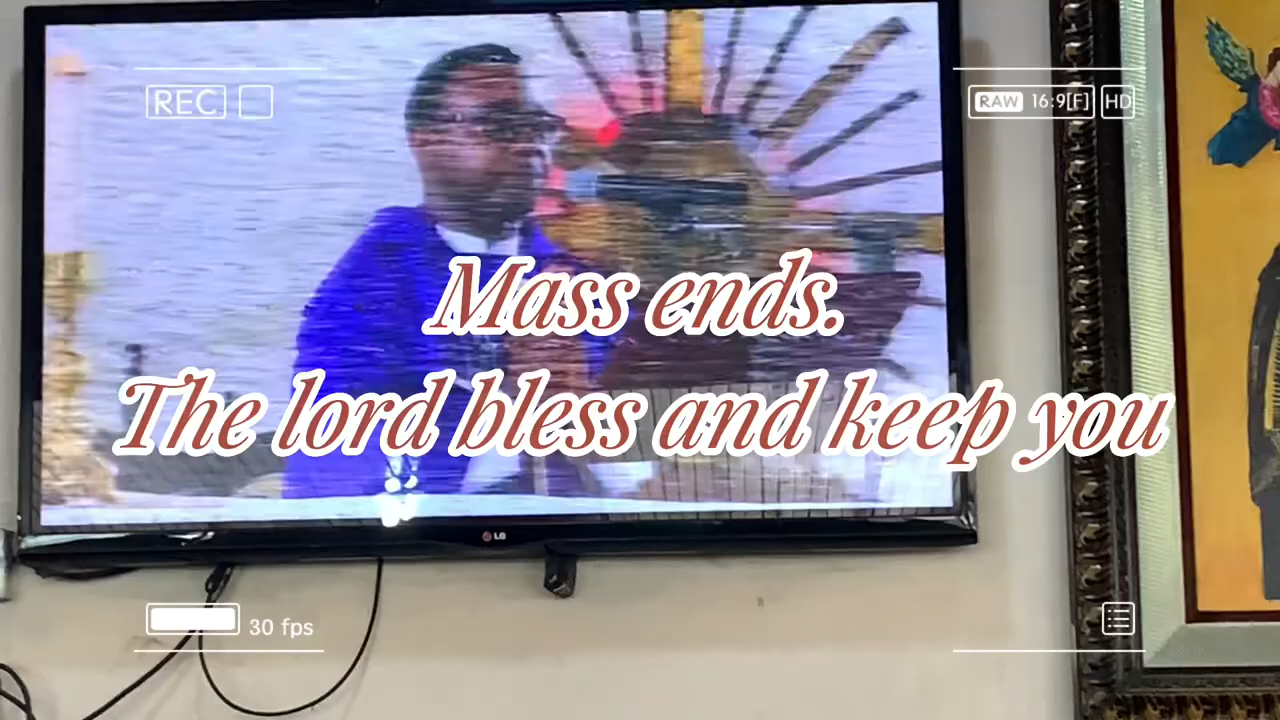 REC
RAW 16:9[F] HD
Mass ends.
The lord bless and keep you
LG
30 fps